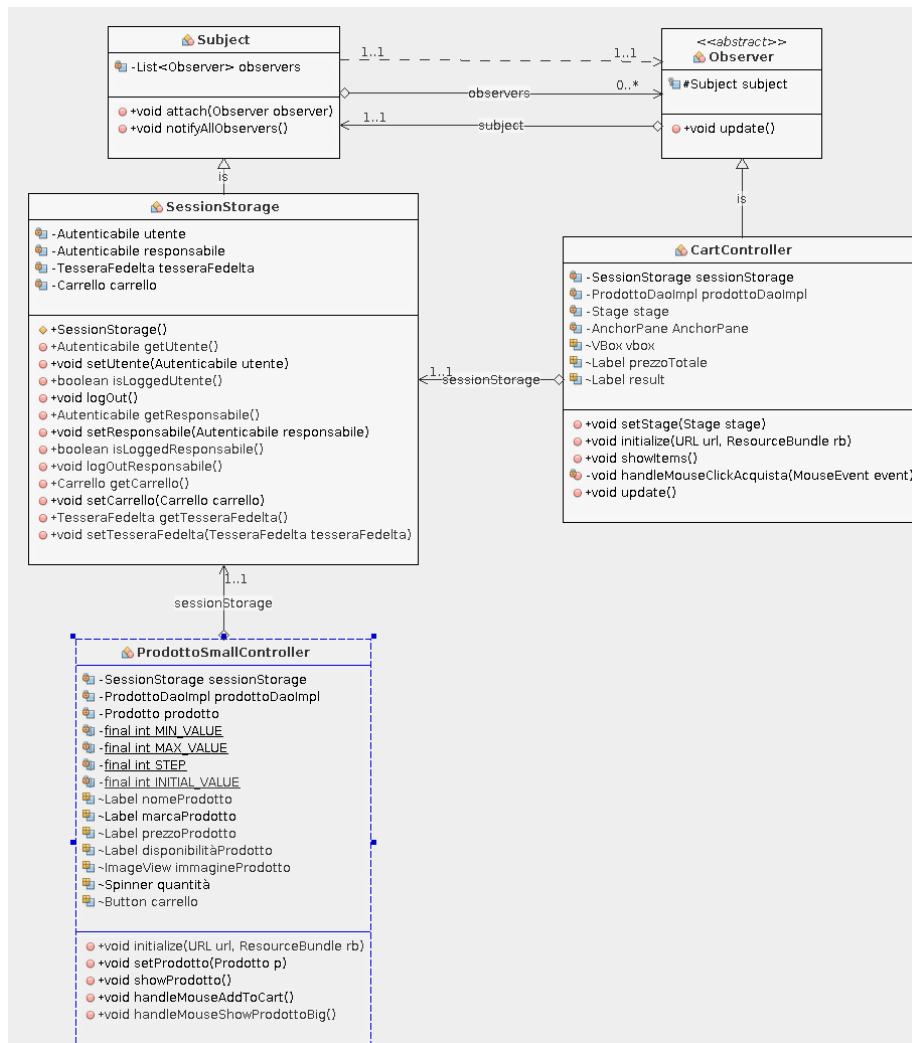 Subject
-List<Observer> observers
+void attach(Observer observer)
+void notifyAllObservers()
1..1
1..1
observers
0..*
1..1
subject
<<abstract>>
Observer
#Subject subject
+void update()
is
is
SessionStorage
-Autenticabile utente
-Autenticabile responsabile
-TesseraFedelta tesseraFedelta
-Carrello carrello
+SessionStorage()
+Autenticabile getUtente()
+void setUtente(Autenticabile utente)
+boolean isLoggedUtente()
+void logOut()
+Autenticabile getResponsabile()
+void setResponsabile(Autenticabile responsabile)
+boolean isLoggedResponsabile()
+void logOutResponsabile()
+Carrello getCarrello()
+void setCarrello(Carrello carrello)
+TesseraFedelta getTesseraFedelta()
+void setTesseraFedelta(TesseraFedelta tesseraFedelta)
1..1
sessionStorage
CartController
-SessionStorage sessionStorage
-ProdottoDaoImpl prodottoDaoImpl
-Stage stage
-AnchorPane AnchorPane
~VBox vbox
~Label prezzoTotale
~Label result
+void setStage(Stage stage)
+void initialize(URL url, ResourceBundle rb)
+void showItems()
-void handleMouseClickAcquista(MouseEvent event)
+void update()
1..1
sessionStorage
ProdottoSmallController
-SessionStorage sessionStorage
-ProdottoDaoImpl prodottoDaoImpl
-Prodotto prodotto
-final int MIN_VALUE
-final int MAX_VALUE
-final int STEP
-final int INITIAL_VALUE
~Label nomeProdotto
~Label marcaProdotto
~Label prezzoProdotto
~Label disponibilitàProdotto
~ImageView immagineProdotto
~Spinner quantità
~Button carrello
+void initialize(URL url, ResourceBundle rb)
+void setProdotto(Prodotto p)
+void showProdotto()
+void handleMouseAddToCart()
+void handleMouseShowProdottoBig()